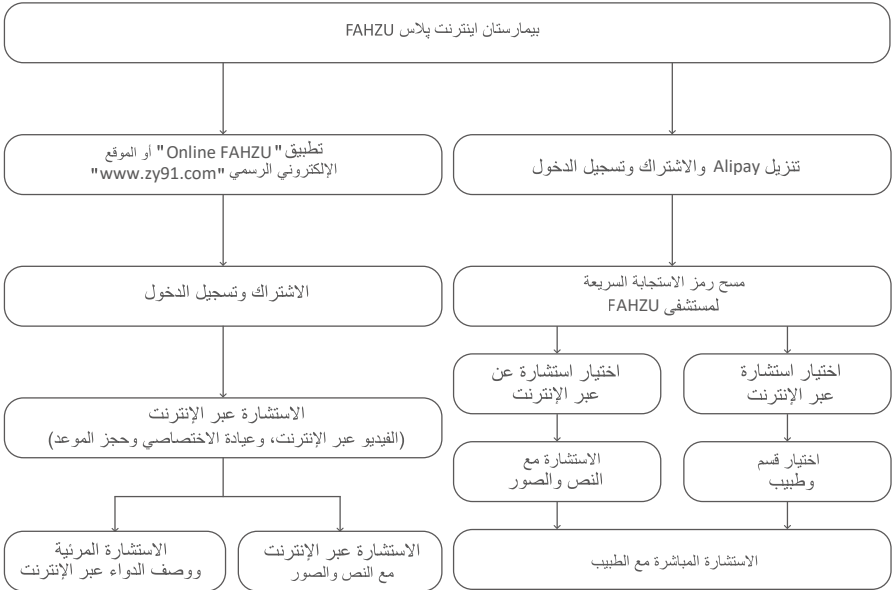 بيمارستان اينترنت پلاس FAHZU
تطبيق "Online FAHZU" أو الموقع
الإلكتروني الرسمي "www.zy91.com"
تنزيل Alipay والاشتراك وتسجيل الدخول
الاشتراك وتسجيل الدخول
مسح رمز الاستجابة السريعة
لمستشفى FAHZU
اختيار استشارة عن
عبر الإنترنت
اختيار استشارة
عبر الإنترنت
الاستشارة عبر الإنترنت
(الفيديو عبر الإنترنت، وعيادة الاختصاصي وحجز الموعد)
الاستشارة مع
النص والصور
اختيار قسم
وطبيب
الاستشارة المرئية
ووصف الدواء عبر الإنترنت
الاستشارة عبر الإنترنت
مع النص والصور
الاستشارة المباشرة مع الطبيب